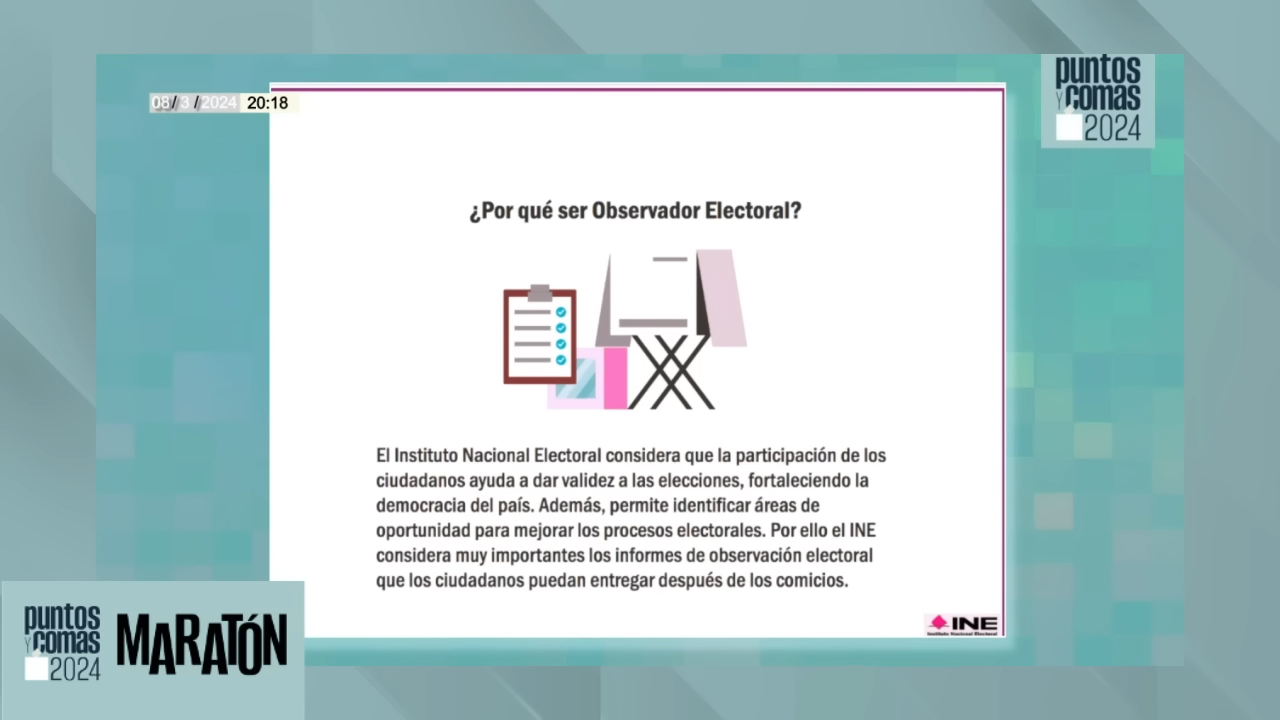 puntos
y comas
2024
08/ 3 / 2024 20:18
¿Por qué ser Observador Electoral?
El Instituto Nacional Electoral considera que la participación de los
ciudadanos ayuda a dar validez a las elecciones, fortaleciendo la
democracia del país. Además, permite identificar áreas de
oportunidad para mejorar los procesos electorales. Por ello el INE
considera muy importantes los informes de observación electoral
que los ciudadanos puedan entregar después de los comicios.
INE
Instituto Nacional Electoral
puntos
y comas
2024
MARATÓN